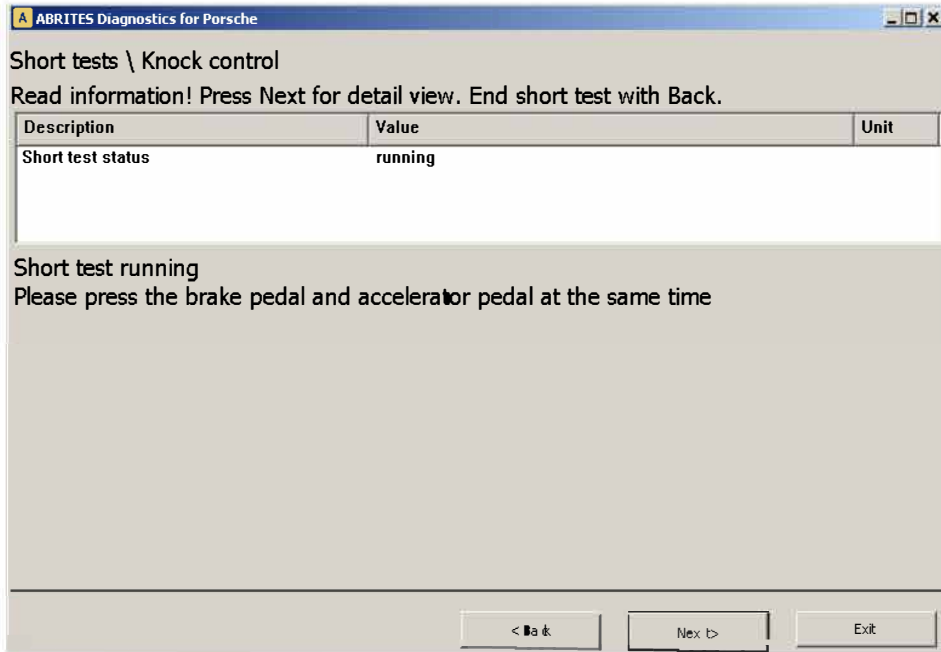 A ABRITES Diagnostics for Porsche
Short tests \ Knock control
Read information! Press Next for detail view. End short test with Back.
Description Value Unit
Short test status running
Short test running
Please press the brake pedal and accelerator pedal at the same time
< Back Next > Exit